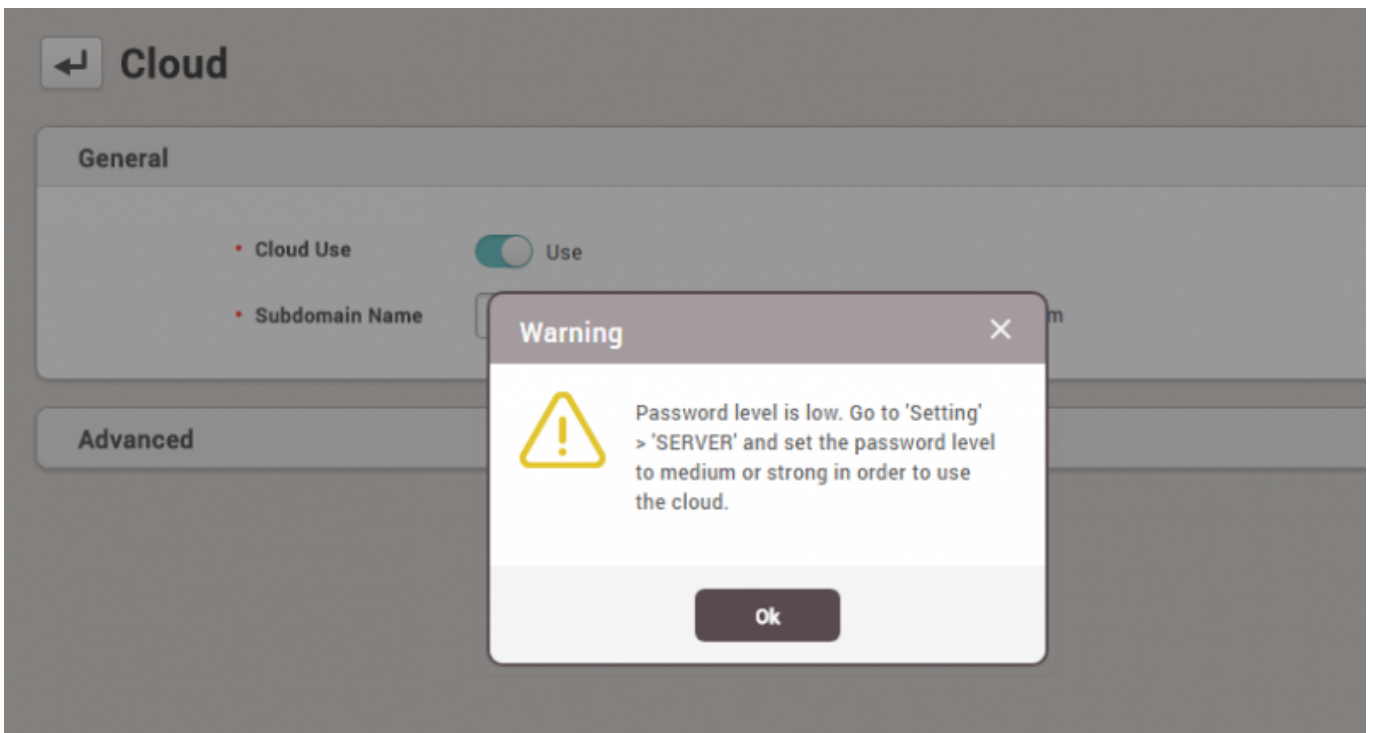 Cloud
General
• Cloud Use
Use
• Subdomain Name
m
Warning
Password level is low. Go to 'Setting'
> 'SERVER' and set the password level
to medium or strong in order to use
the cloud.
Ok
Advanced